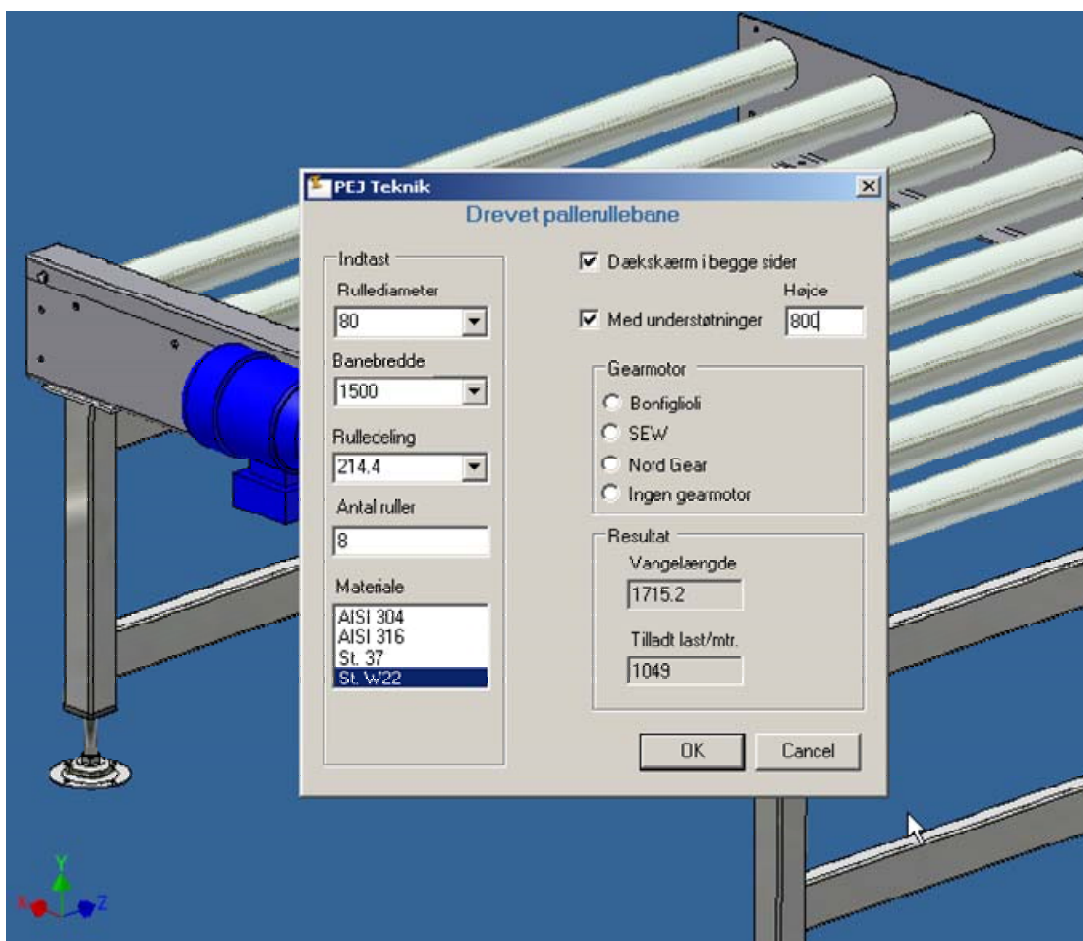 PEJ Teknik
Drevet pallerullebane
Indtast
Rullediameter
80
Banebredde
1500
Rulleceling
214.4
Antal ruller
8
Materiale
AISI 304
AISI 316
St. 37
St. W22
Dækskærm i begge sider
Højce
Med understøtninger
800
Gearmotor
Bonfiglioli
SEW
Nord Gear
Ingen gearmotor
Resultat
Vangelængde
1715.2
Tilladt last/mtr.
1049
OK
Cancel
Y
X
Z